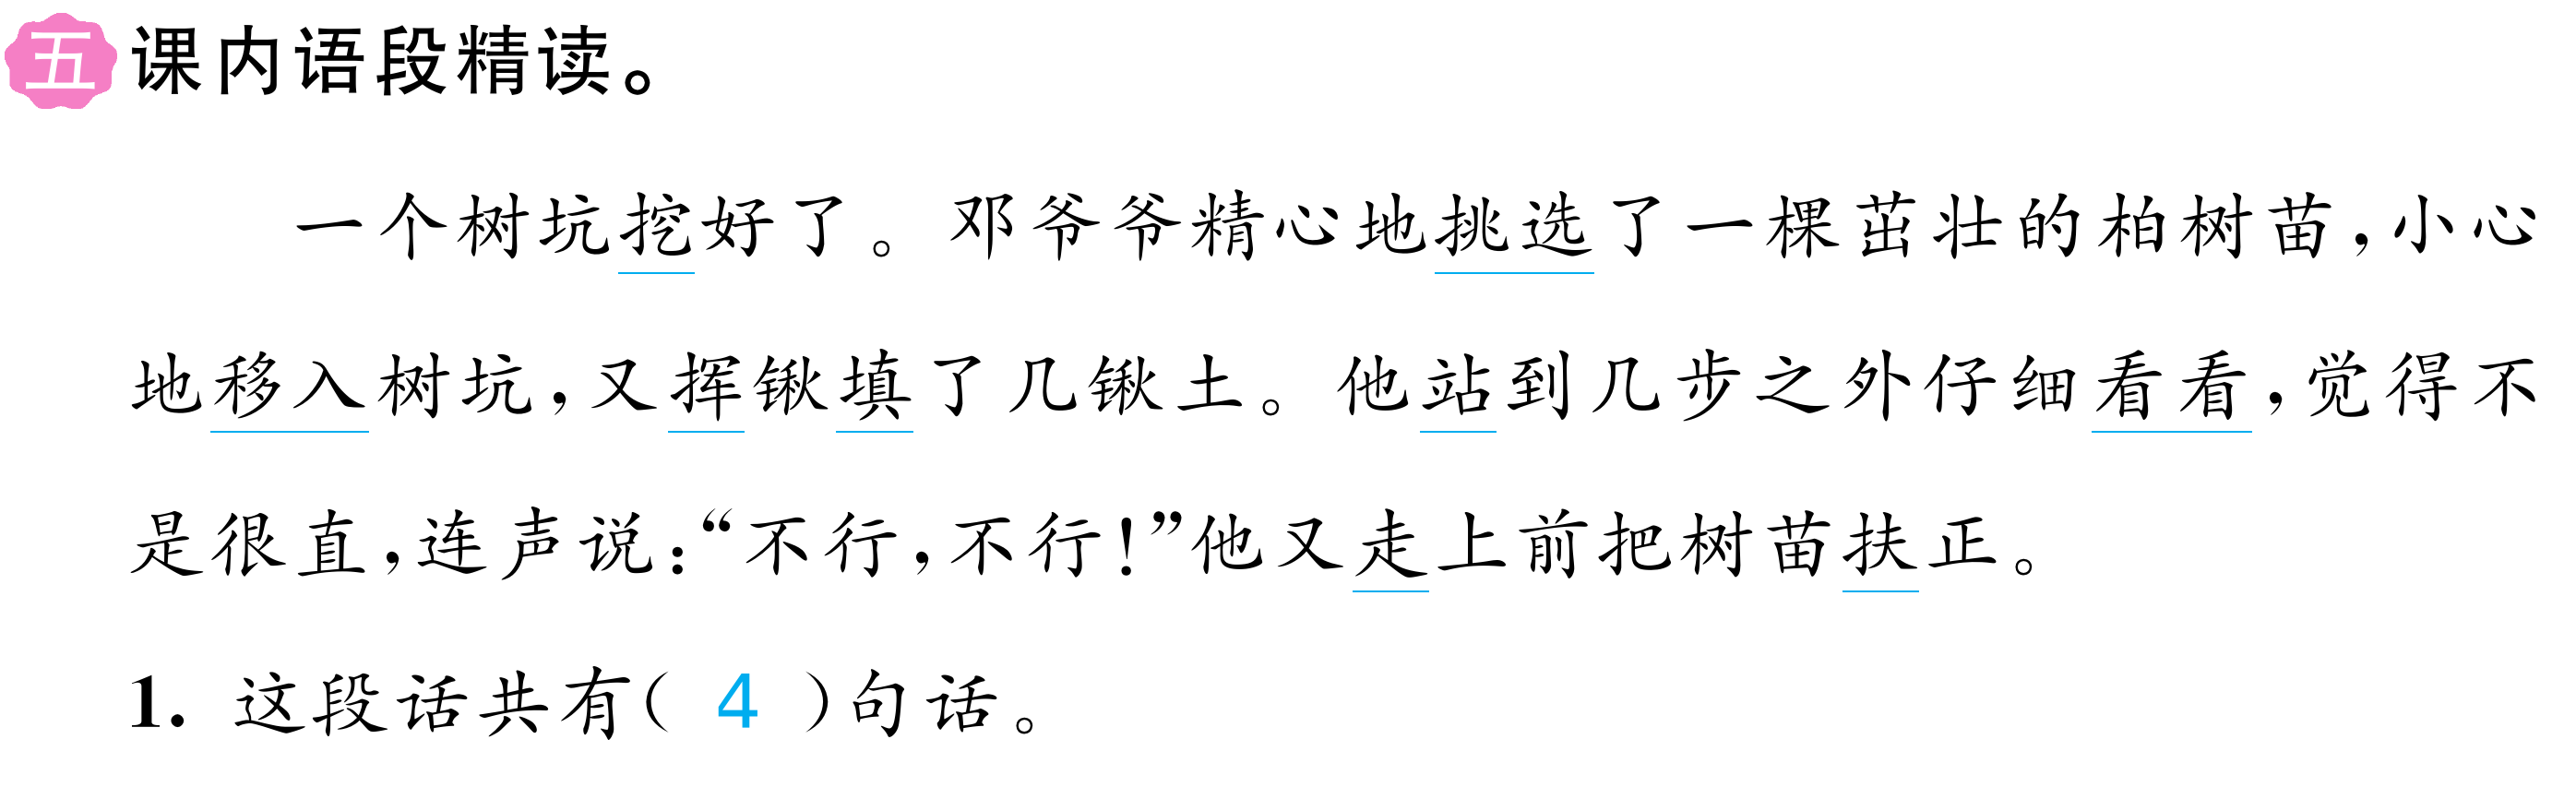 五 课内语段精读。
一个树坑挖好了。邓爷爷精心地挑选了一棵茁壮的柏树苗,小心
地移入树坑,又挥锹填了几锹土。他站到几步之外仔细看看,觉得不
是很直,连声说:“不行,不行!”他又走上前把树苗扶正。
1. 这段话共有( 4 )句话。